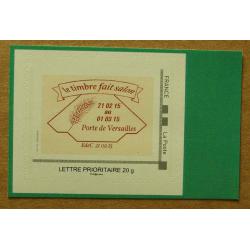 le timbre fait salon
21 02 15
au
01 03 15
Porte de Versailles
FRANCE
La Poste
LETTRE PRIORITAIRE 20 g